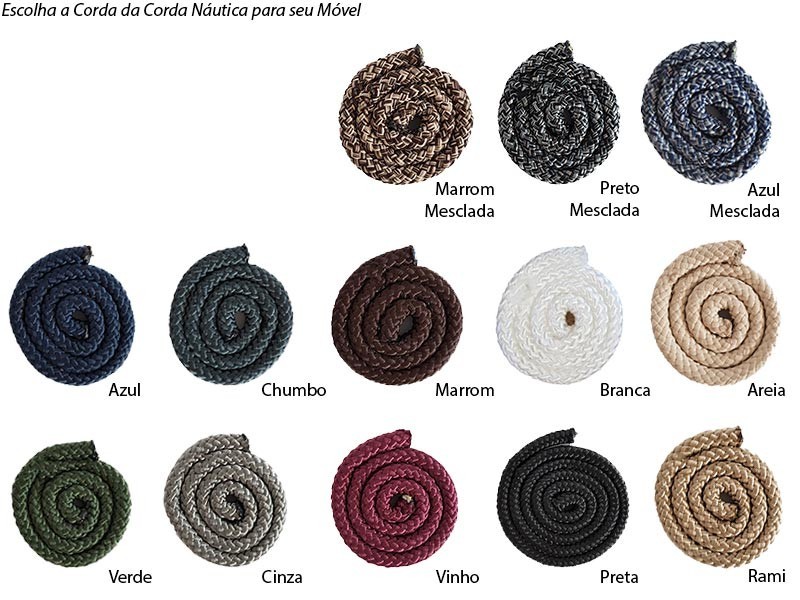 Escolha a Corda da Corda Náutica para seu Móvel
Marrom
Mesclada
Preto
Mesclada
Azul
Mesclada
Azul
Chumbo
Marrom
Branca
Areia
Verde
Cinza
Vinho
Preta
Rami